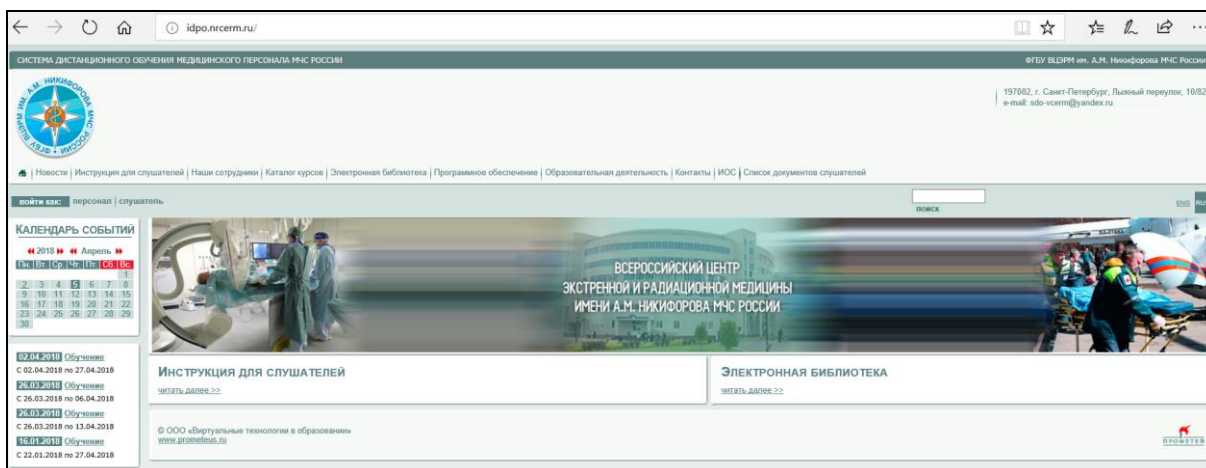 idpo.nrcerm.ru/
СИСТЕМА ДИСТАНЦИОННОГО ОБУЧЕНИЯ МЕДИЦИНСКОГО ПЕРСОНАЛА МЧС РОССИИ
ФГБУ ВЦЭРМ им. А.М. Никифорова МЧС России
ФГБУ ВЦЭРМ ИМ. А.М. НИКИФОРОВА МЧС РОССИИ
197082, г. Санкт-Петербург, Лыжный переулок, 10/82
e-mail: sdo-vcerm@yandex.ru
Новости | Инструкция для слушателей | Наши сотрудники | Каталог курсов | Электронная библиотека | Программное обеспечение | Образовательная деятельность | Контакты | ИОС | Список документов слушателей
войти как: персонал | слушатель
поиск
ENG RUS
КАЛЕНДАРЬ СОБЫТИЙ
2018 Апрель
Пн. Вт. Ср. Чт. Пт. Сб. Вс.
1
2 3 4 5 6 7 8
9 10 11 12 13 14 15
16 17 18 19 20 21 22
23 24 25 26 27 28 29
30
ВСЕРОССИЙСКИЙ ЦЕНТР
ЭКСТРЕННОЙ И РАДИАЦИОННОЙ МЕДИЦИНЫ
ИМЕНИ А.М. НИКИФОРОВА МЧС РОССИИ
02.04.2018 Обучение
С 02.04.2018 по 27.04.2018
26.03.2018 Обучение
С 26.03.2018 по 06.04.2018
26.03.2018 Обучение
С 26.03.2018 по 13.04.2018
16.01.2018 Обучение
С 22.01.2018 по 27.04.2018
ИНСТРУКЦИЯ ДЛЯ СЛУШАТЕЛЕЙ
читать далее >>
ЭЛЕКТРОННАЯ БИБЛИОТЕКА
читать далее >>
© ООО «Виртуальные технологии в образовании»
www.prometeus.ru
ПРОМЕТЕЙ